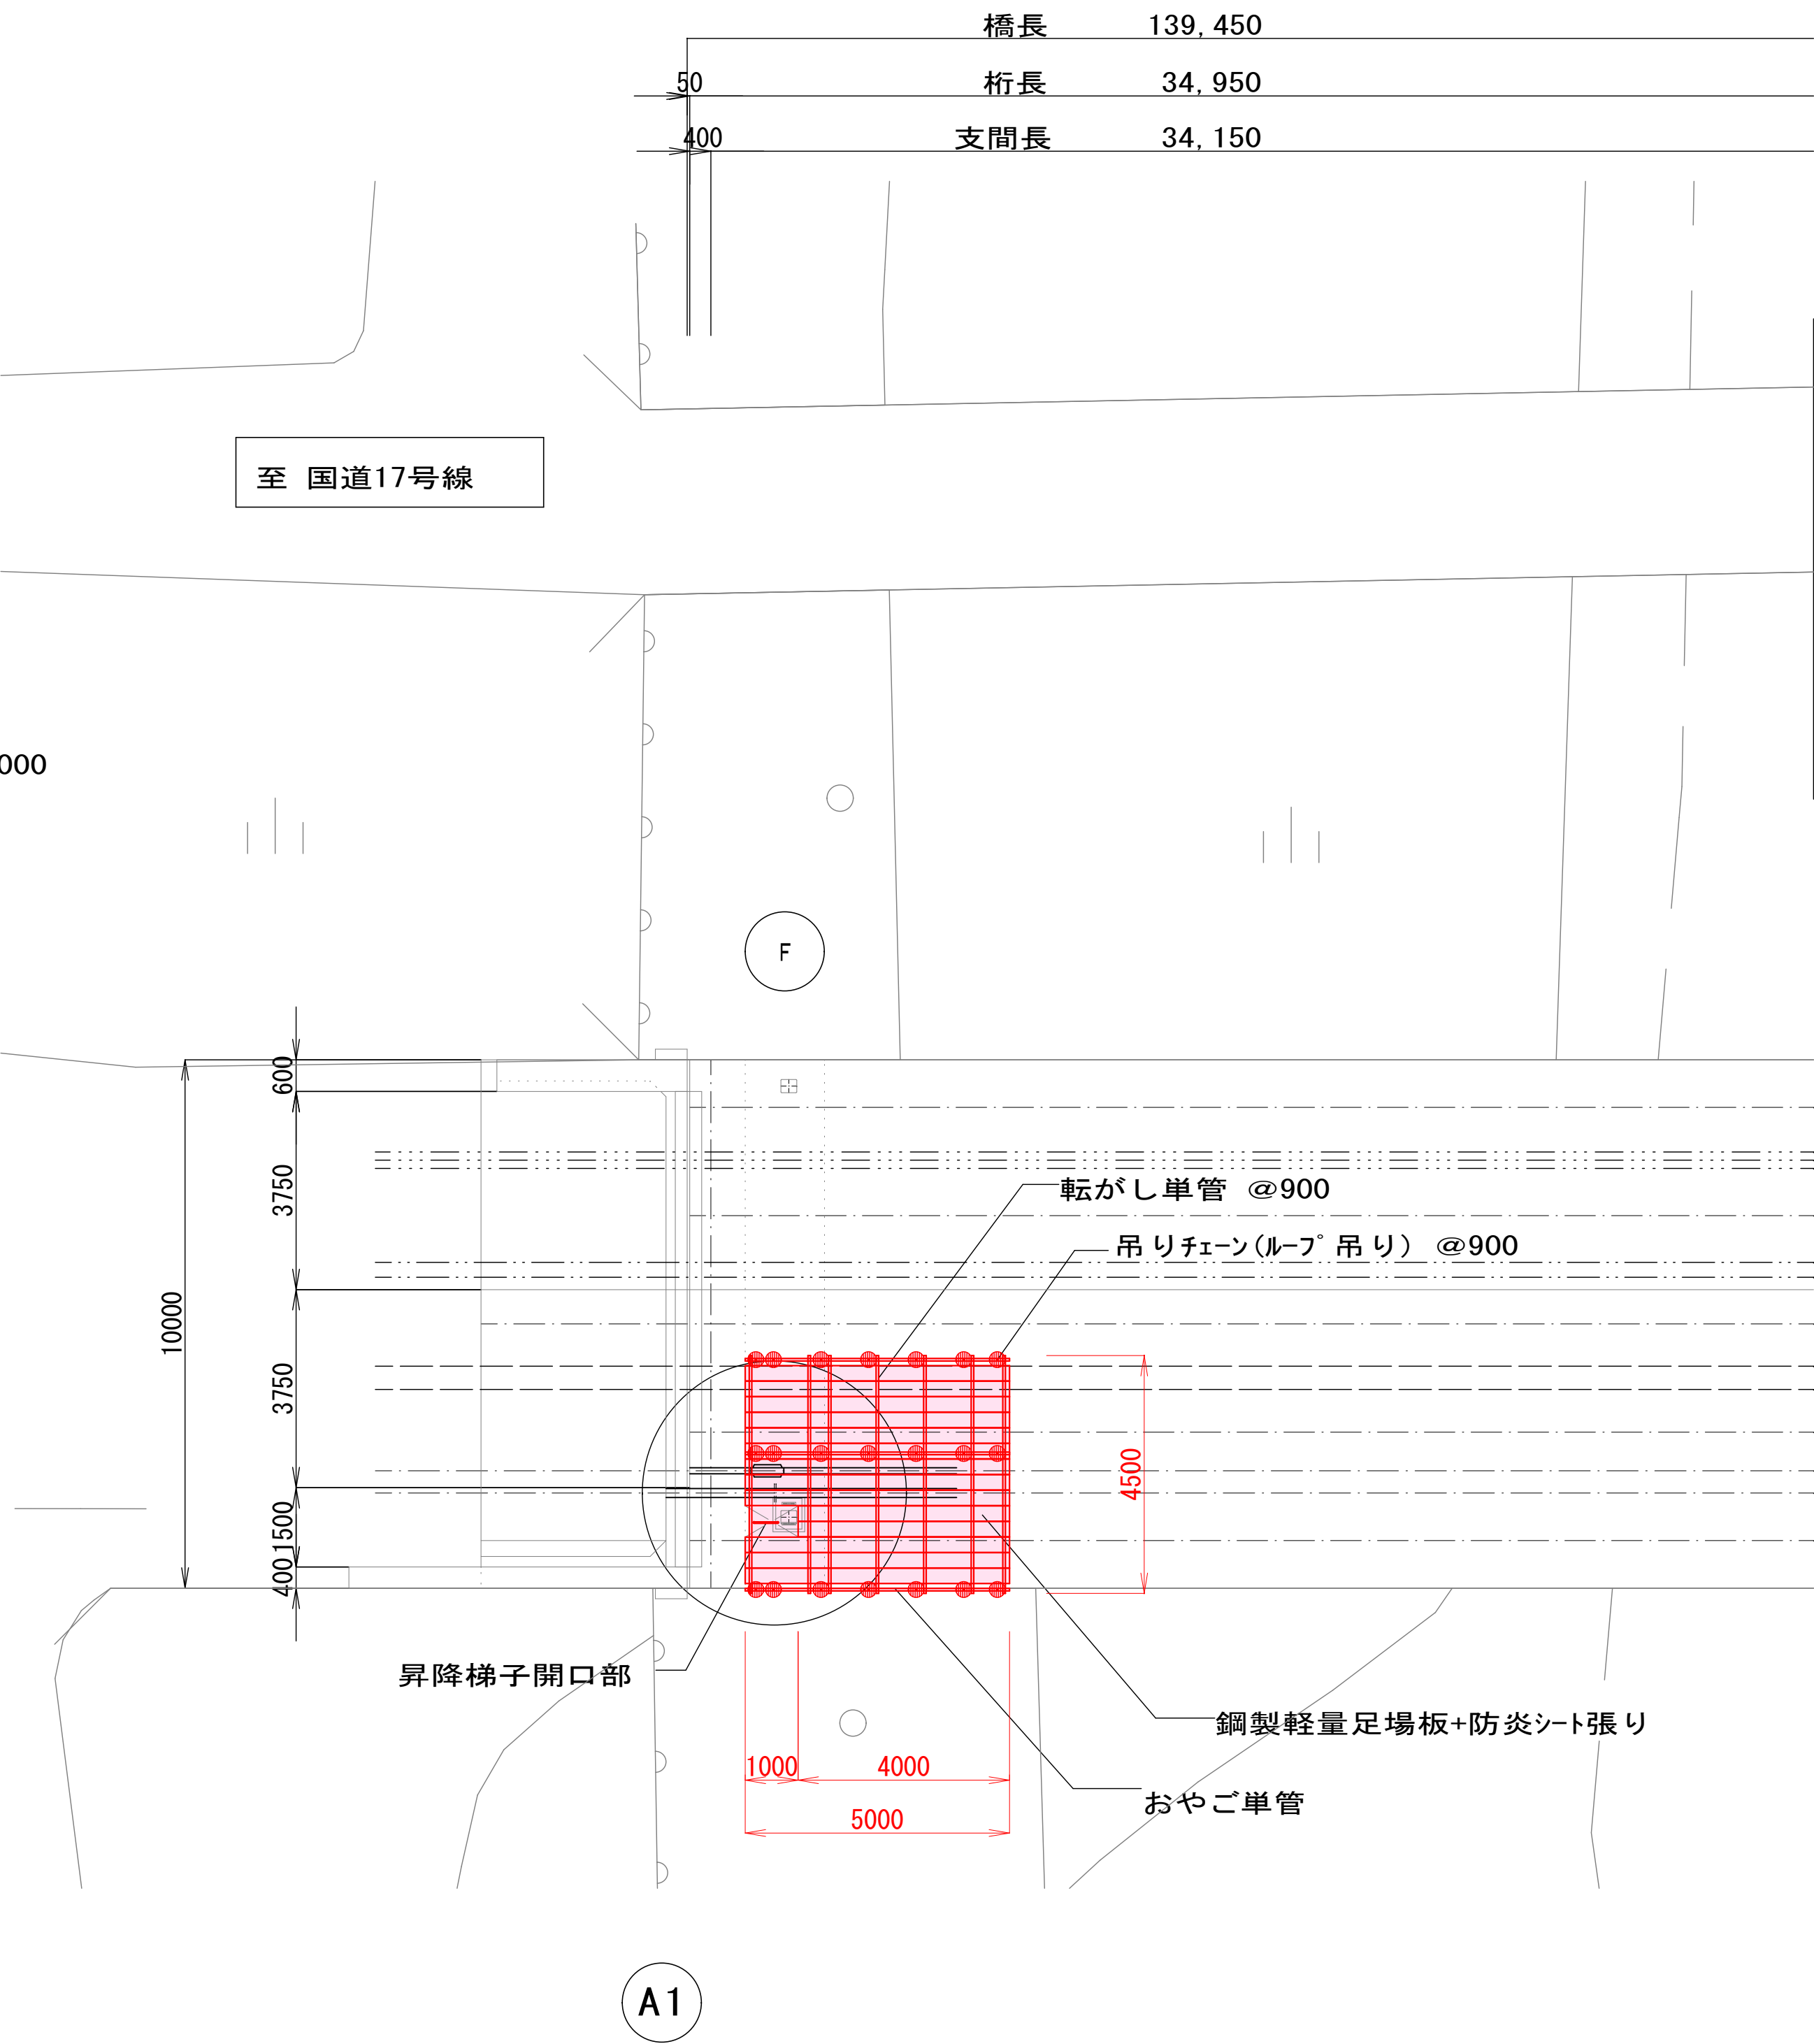 橋長 139,450
50 桁長 34,950
400 支間長 34,150
至 国道17号線
000
F
600
3750
転がし単管 @900
吊りチェーン(ループ吊り) @900
10000
3750
4500
1500
400
昇降梯子開口部
鋼製軽量足場板+防炎シート張り
1000 4000
おやご単管
5000
A1